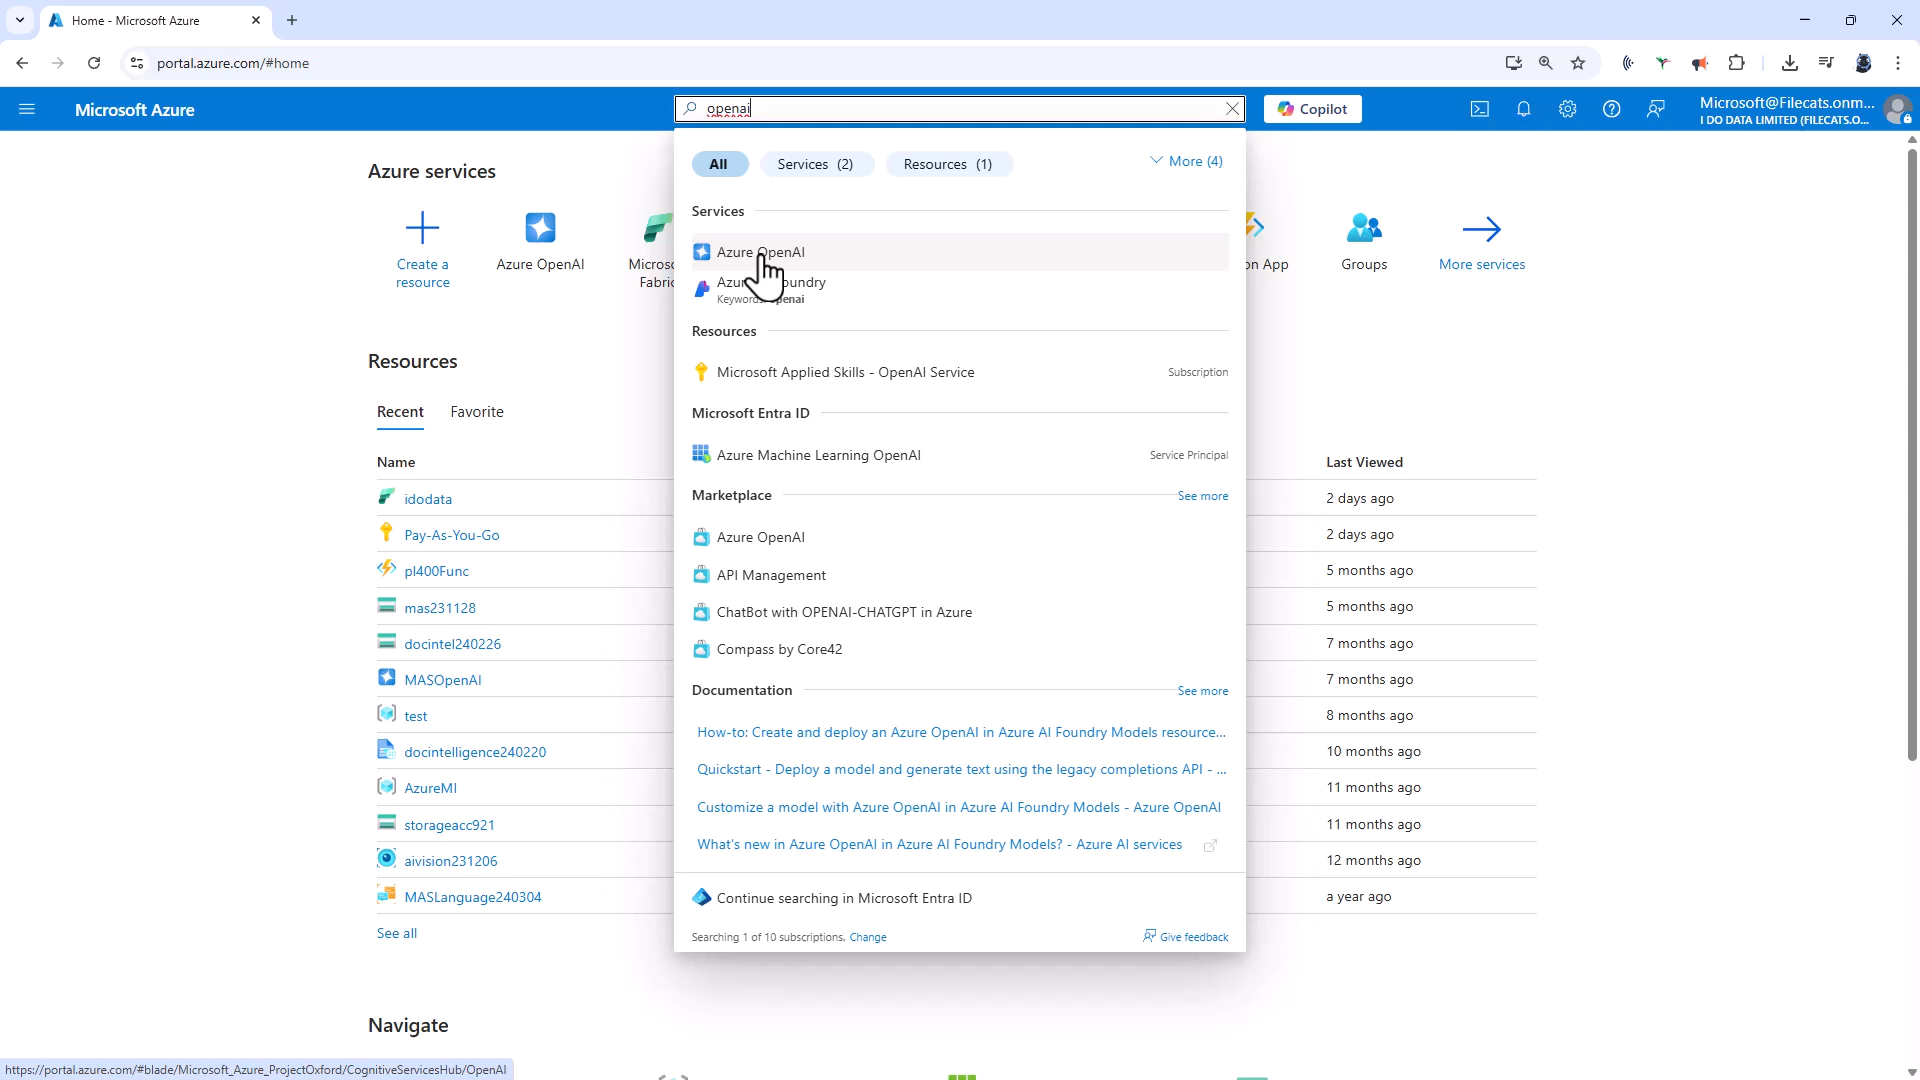 Home - Microsoft Azure
portal.azure.com/#home
Microsoft Azure
openai
Copilot
Microsoft@Filecats.onm...
I DO DATA LIMITED (FILECATS.O...
All
Services (2)
Resources (1)
More (4)
Azure services
Create a resource
Azure OpenAI
Micros
Fabri
on App
Groups
More services
Services
Azure OpenAI
Azur oundry
Keywords: openai
Resources
Microsoft Applied Skills - OpenAI Service
Subscription
Microsoft Entra ID
Azure Machine Learning OpenAI
Service Principal
Marketplace
See more
Azure OpenAI
API Management
ChatBot with OPENAI-CHATGPT in Azure
Compass by Core42
Documentation
See more
How-to: Create and deploy an Azure OpenAI in Azure AI Foundry Models resource...
Quickstart - Deploy a model and generate text using the legacy completions API - ...
Customize a model with Azure OpenAI in Azure AI Foundry Models - Azure OpenAI
What's new in Azure OpenAI in Azure AI Foundry Models? - Azure AI services
Continue searching in Microsoft Entra ID
Searching 1 of 10 subscriptions. Change
Give feedback
Resources
Recent
Favorite
Name
Last Viewed
idodata
2 days ago
Pay-As-You-Go
2 days ago
pl400Func
5 months ago
mas231128
5 months ago
docintel240226
7 months ago
MASOpenAI
7 months ago
test
8 months ago
docintelligence240220
10 months ago
AzureMI
11 months ago
storageacc921
11 months ago
aivision231206
12 months ago
MASLanguage240304
a year ago
See all
Navigate
https://portal.azure.com/#blade/Microsoft_Azure_ProjectOxford/CognitiveServicesHub/OpenAI